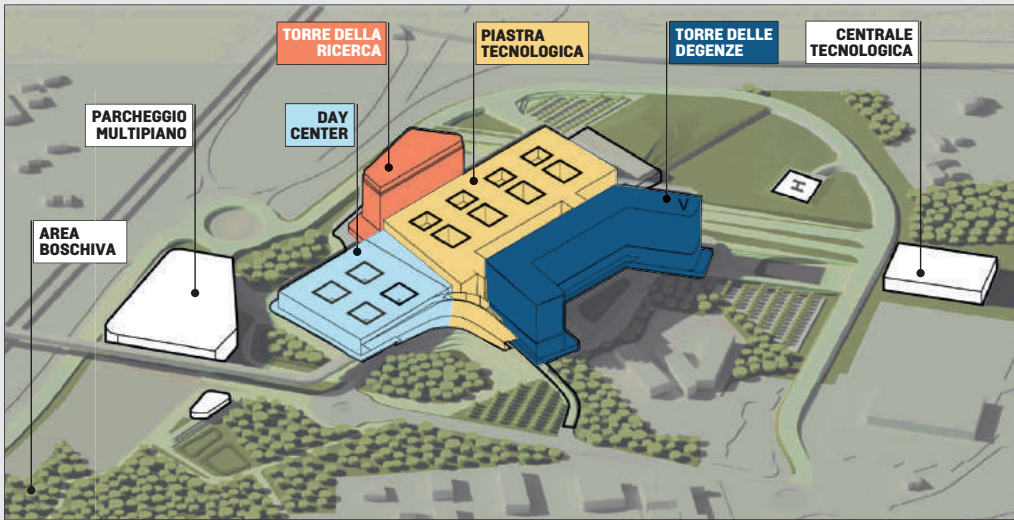 TORRE DELLA
RICERCA
PIASTRA
TECNOLOGICA
TORRE DELLE
DEGENZE
CENTRALE
TECNOLOGICA
PARCHEGGIO
MULTIPIANO
DAY
CENTER
AREA
BOSCHIVA
H
V